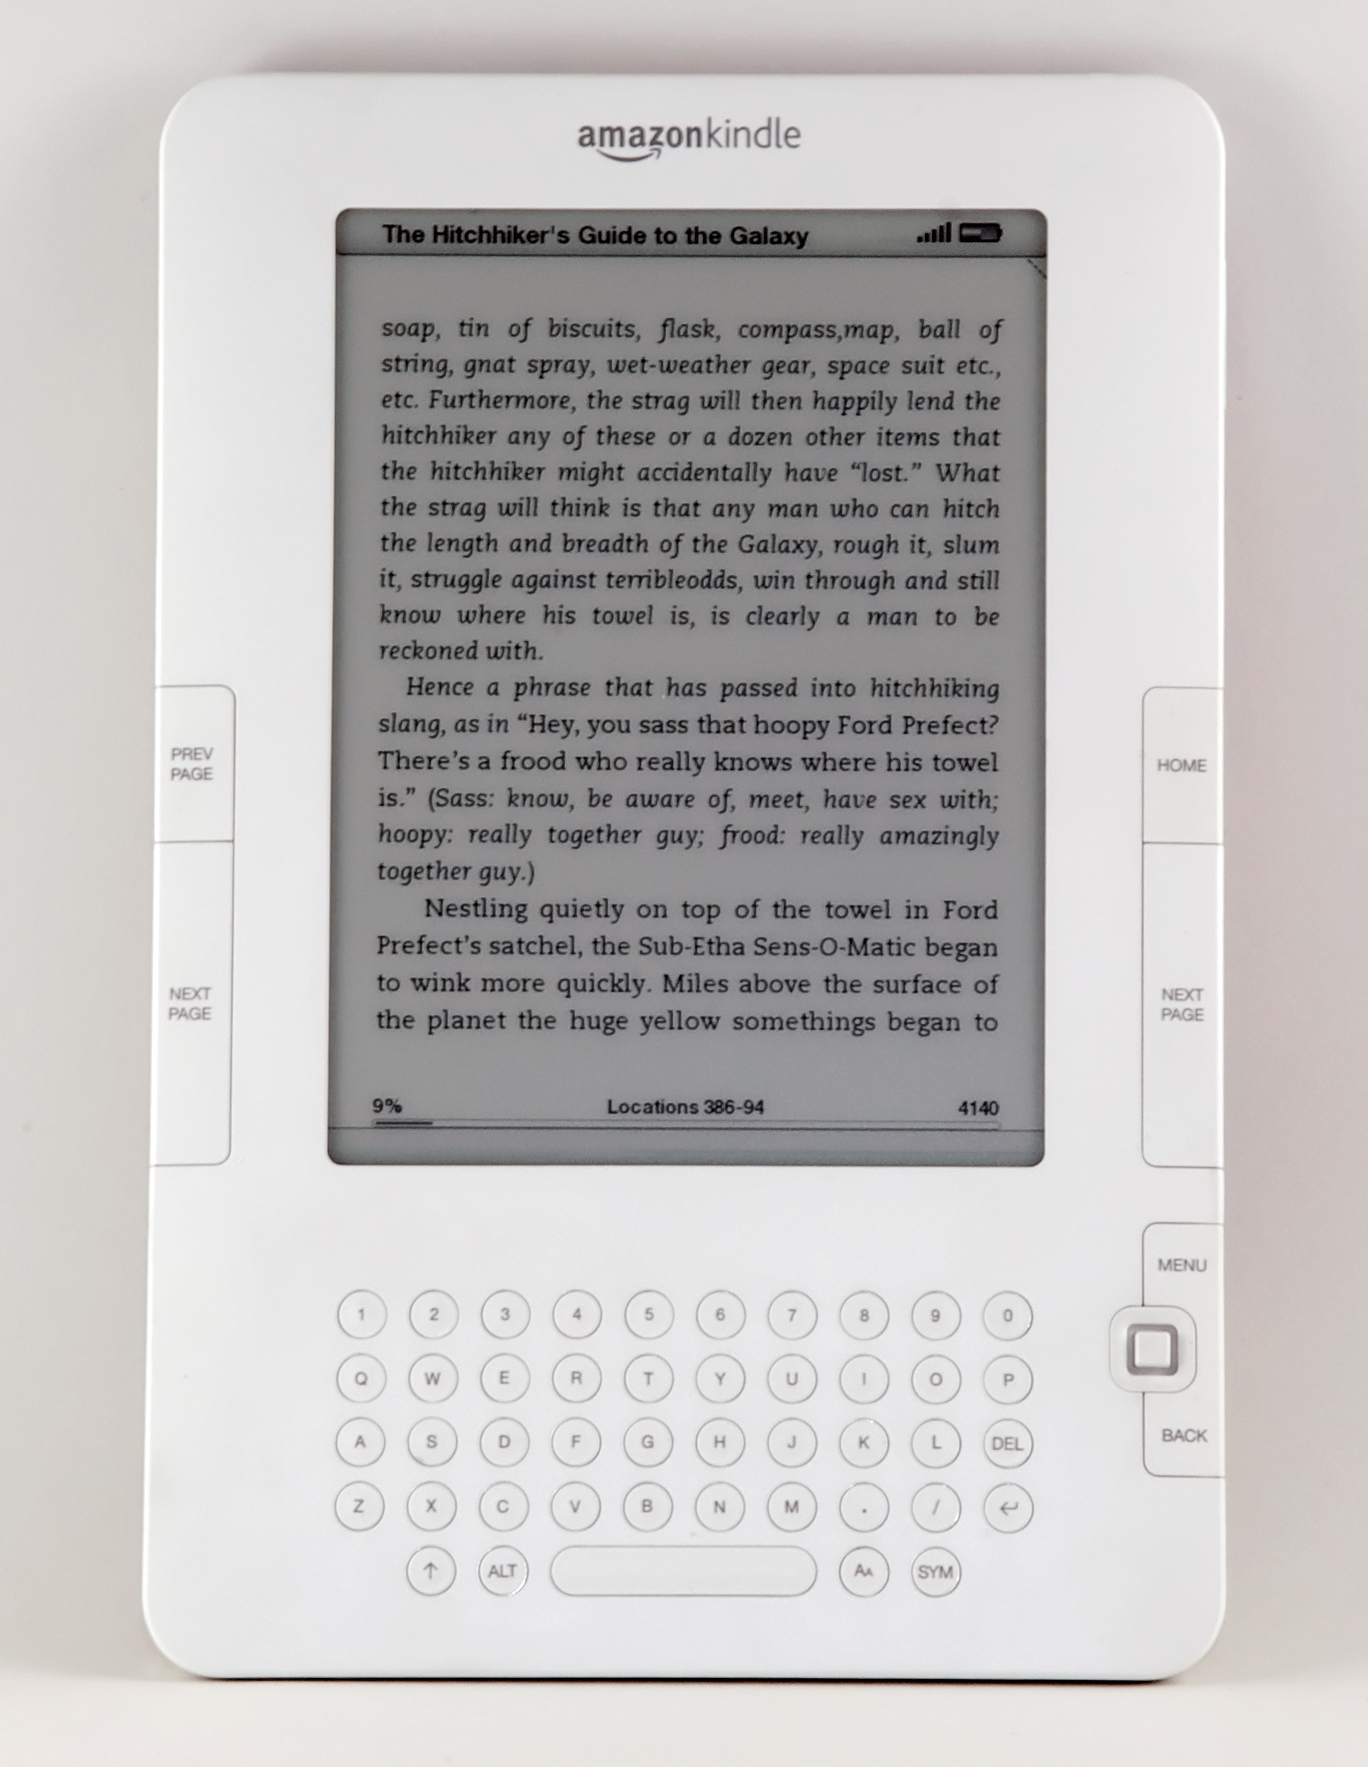 amazonkindle
The Hitchhiker's Guide to the Galaxy
soap, tin of biscuits, flask, compass,map, ball of
string, gnat spray, wet-weather gear, space suit etc.,
etc. Furthermore, the strag will then happily lend the
hitchhiker any of these or a dozen other items that
the hitchhiker might accidentally have “lost.” What
the strag will think is that any man who can hitch
the length and breadth of the Galaxy, rough it, slum
it, struggle against terribleodds, win through and still
know where his towel is, is clearly a man to be
reckoned with.
Hence a phrase that has passed into hitchhiking
slang, as in “Hey, you sass that hoopy Ford Prefect?
There’s a frood who really knows where his towel
is.” (Sass: know, be aware of, meet, have sex with;
hoopy: really together guy; frood: really amazingly
together guy.)
Nestling quietly on top of the towel in Ford
Prefect’s satchel, the Sub-Etha Sens-O-Matic began
to wink more quickly. Miles above the surface of
the planet the huge yellow somethings began to
9% Locations 386-94 4140
PREV
PAGE
NEXT
PAGE
HOME
NEXT
PAGE
MENU
BACK
1 2 3 4 5 6 7 8 9 0
Q W E R T Y U I O P
A S D F G H J K L DEL
Z X C V B N M . / ↵
↑ ALT AA SYM